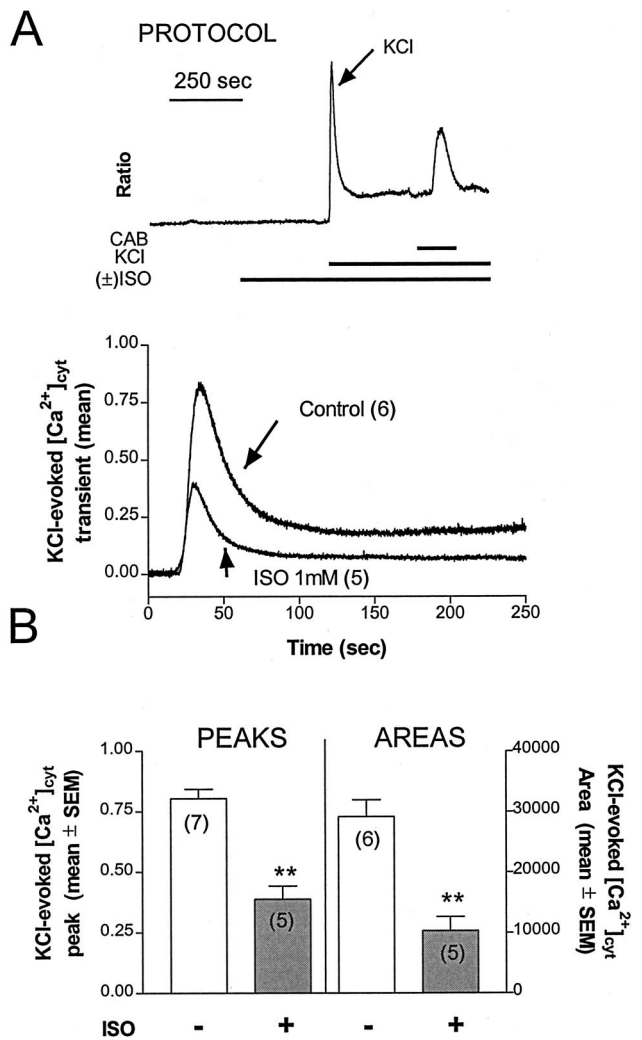 A
PROTOCOL
250 sec
KCl
Ratio
CAB
KCl
(±)ISO
KCl-evoked [Ca2+]cyt
transient (mean)
1.00
0.75
0.50
0.25
0.00
Control (6)
ISO 1mM (5)
0 50 100 150 200 250
Time (sec)
B
PEAKS AREAS
KCl-evoked [Ca2+]cyt
peak (mean ± SEM)
1.00
0.75
0.50
0.25
0.00
(7)
**
(5)
(6)
**
(5)
40000
30000
20000
10000
0
KCl-evoked [Ca2+]cyt
Area (mean ± SEM)
ISO - + - +